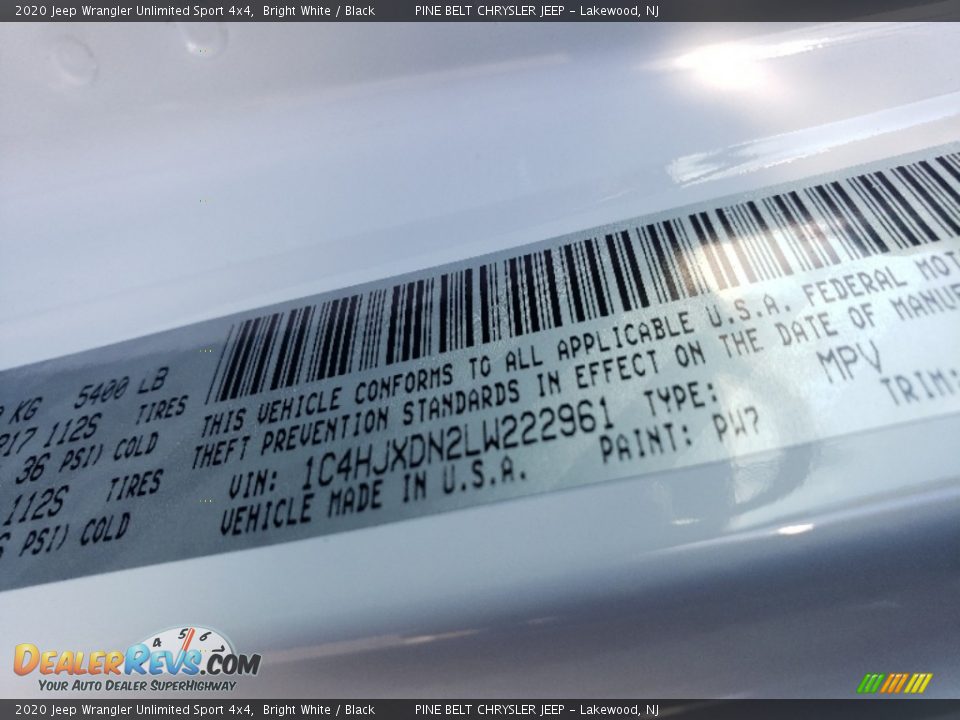 2020 Jeep Wrangler Unlimited Sport 4x4,  Bright White / Black PINE BELT CHRYSLER JEEP - Lakewood, NJ
KG 5400 LB
112S TIRES
36 PSI) COLD
112S TIRES
PSI) COLD
THIS VEHICLE CONFORMS TO ALL APPLICABLE U.S.A. FEDERAL
THEFT PREVENTION STANDARDS IN EFFECT ON THE DATE OF
VIN: 1C4HJXDN2LW222961 TYPE: MPV
VEHICLE MADE IN U.S.A. PAINT: PW7 TRIM:
4 5 6
DEALERREVS.COM
YOUR AUTO DEALER SUPERHIGHWAY
2020 Jeep Wrangler Unlimited Sport 4x4,  Bright White / Black PINE BELT CHRYSLER JEEP - Lakewood, NJ